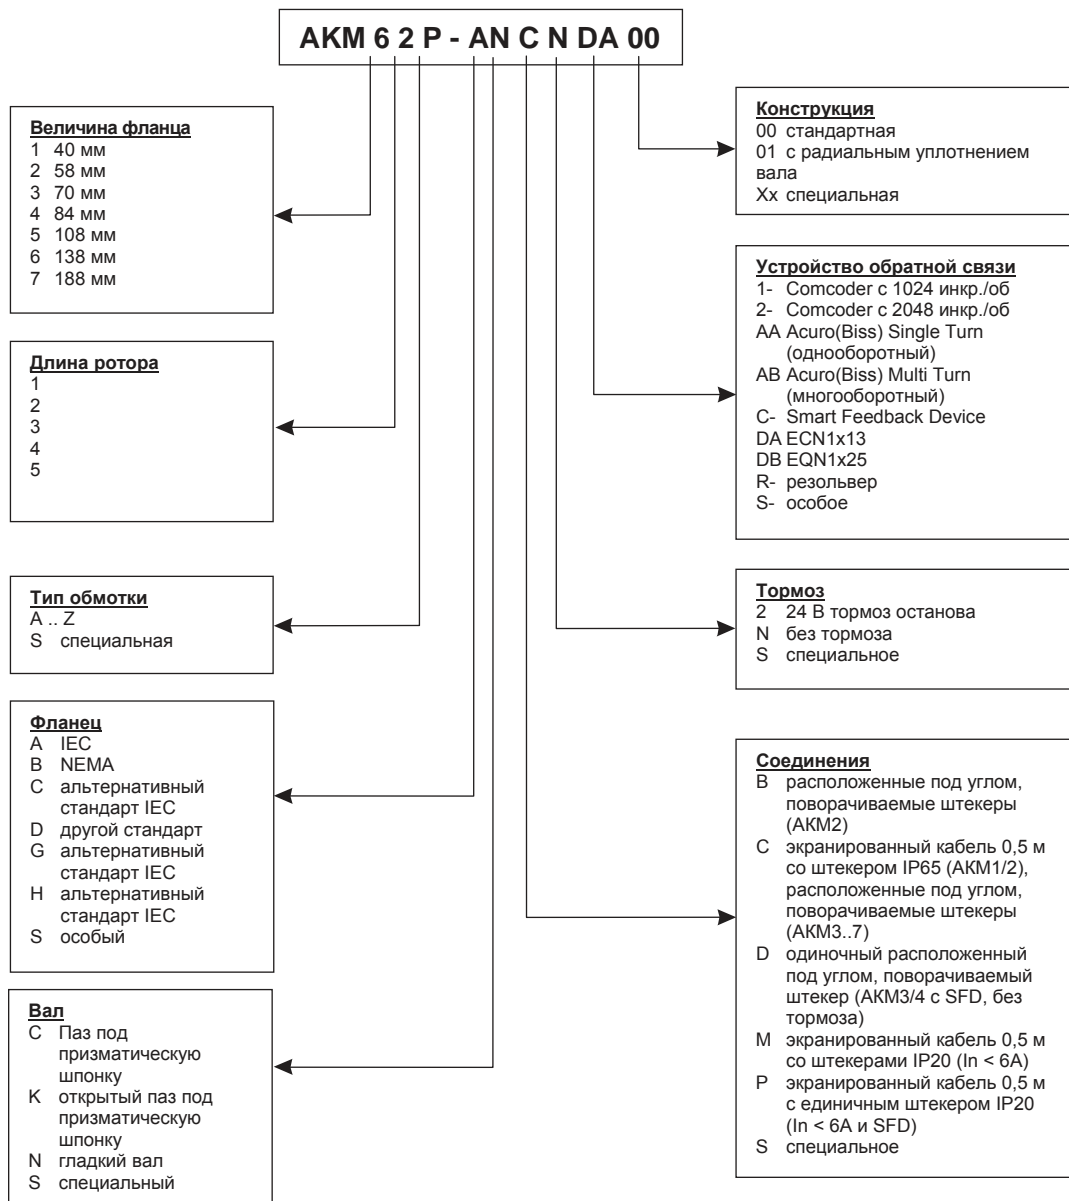 AKM 6 2 P - AN C N DA 00
Величина фланца
1 40 мм
2 58 мм
3 70 мм
4 84 мм
5 108 мм
6 138 мм
7 188 мм
Длина ротора
1
2
3
4
5
Тип обмотки
A .. Z
S специальная
Фланец
A IEC
B NEMA
C альтернативный
стандарт IEC
D другой стандарт
G альтернативный
стандарт IEC
H альтернативный
стандарт IEC
S особый
Вал
C Паз под
призматическую
шпонку
K открытый паз под
призматическую
шпонку
N гладкий вал
S специальный
Конструкция
00 стандартная
01 с радиальным уплотнением
вала
Xx специальная
Устройство обратной связи
1- Comcoder с 1024 инкр./об
2- Comcoder с 2048 инкр./об
AA Acuro(Biss) Single Turn
(однооборотный)
AB Acuro(Biss) Multi Turn
(многооборотный)
C- Smart Feedback Device
DA ECN1x13
DB EQN1x25
R- резольвер
S- особое
Тормоз
2 24 В тормоз останова
N без тормоза
S специальное
Соединения
B расположенные под углом,
поворачиваемые штекеры
(АКМ2)
C экранированный кабель 0,5 м
со штекером IP65 (АКМ1/2),
расположенные под углом,
поворачиваемые штекеры
(АКМ3..7)
D одиночный расположенный
под углом, поворачиваемый
штекер (АКМ3/4 с SFD, без
тормоза)
M экранированный кабель 0,5 м
со штекерами IP20 (In < 6A)
P экранированный кабель 0,5 м
с единичным штекером IP20
(In < 6A и SFD)
S специальное